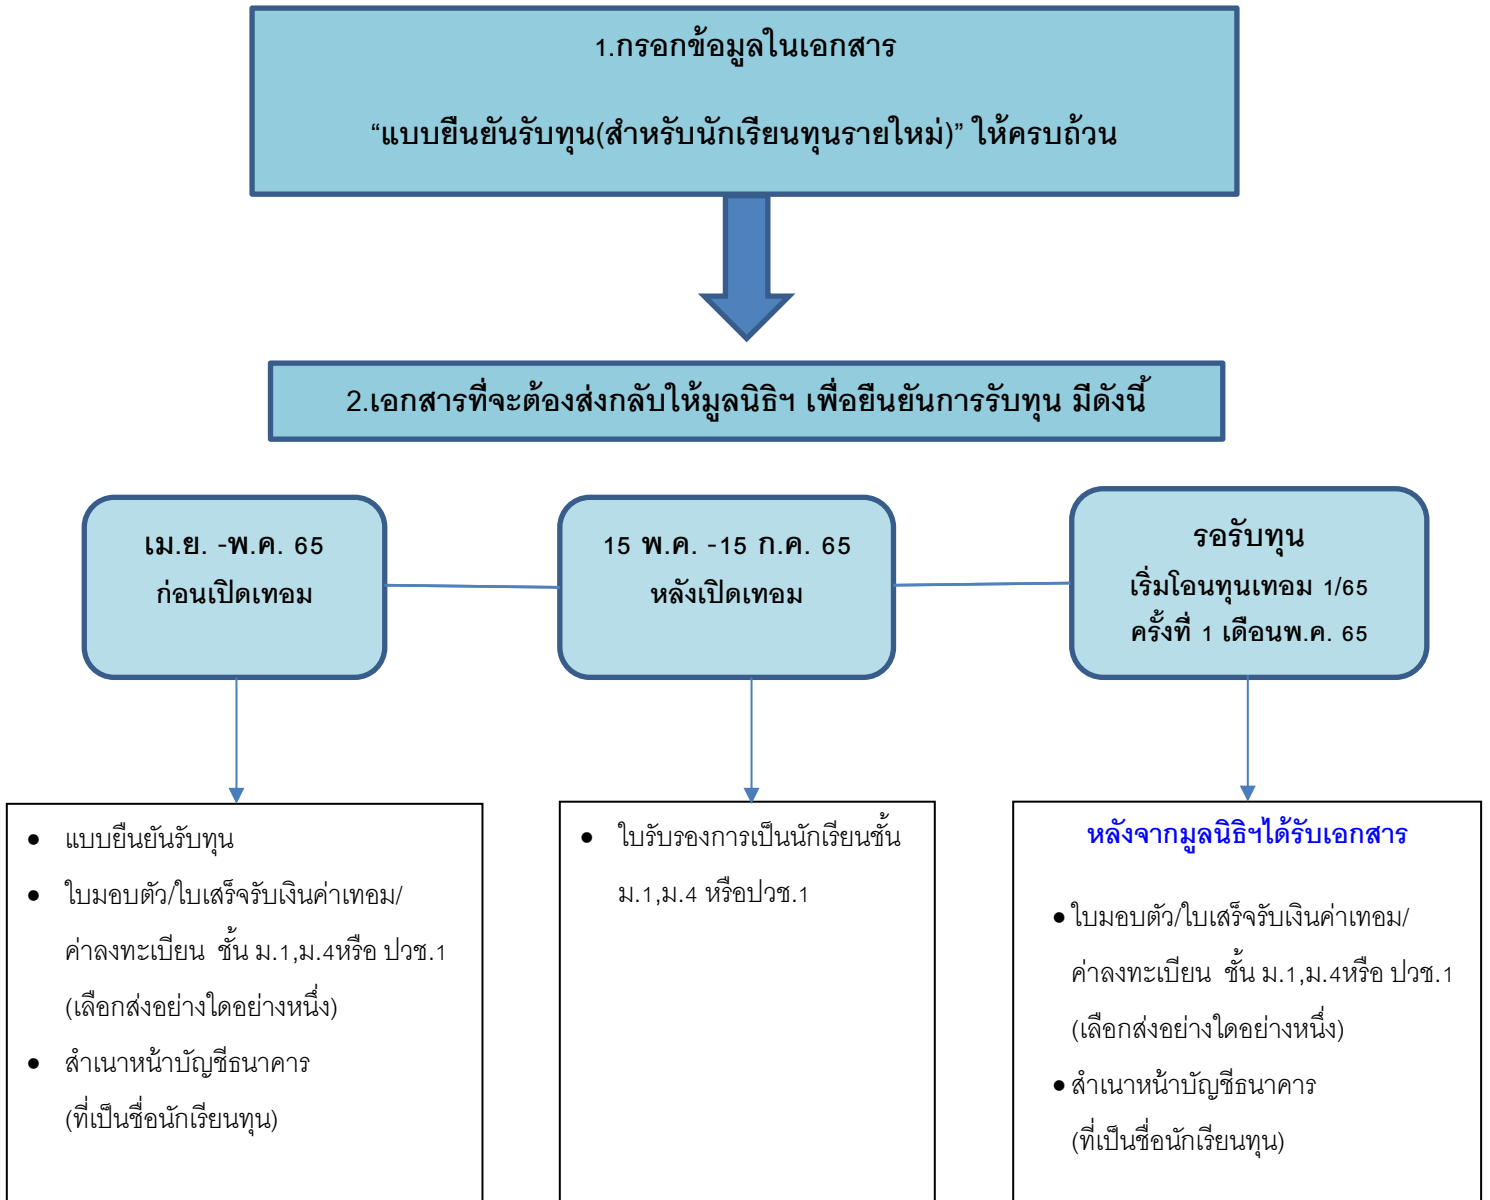 1.กรอกข้อมูลในเอกสาร
“แบบยืนยันรับทุน(สำหรับนักเรียนทุนรายใหม่)” ให้ครบถ้วน
2.เอกสารที่จะต้องส่งกลับให้มูลนิธิฯ เพื่อยืนยันการรับทุน มีดังนี้
เม.ย. -พ.ค. 65
ก่อนเปิดเทอม
15 พ.ค. -15 ก.ค. 65
หลังเปิดเทอม
รอรับทุน
เริ่มโอนทุนเทอม 1/65
ครั้งที่ 1 เดือนพ.ค. 65
• แบบยืนยันรับทุน
• ใบมอบตัว/ใบเสร็จรับเงินค่าเทอม/
ค่าลงทะเบียน ชั้น ม.1,ม.4หรือ ปวช.1
(เลือกส่งอย่างใดอย่างหนึ่ง)
• สำเนาหน้าบัญชีธนาคาร
(ที่เป็นชื่อนักเรียนทุน)
• ใบรับรองการเป็นนักเรียนชั้น
ม.1,ม.4 หรือปวช.1
หลังจากมูลนิธิฯได้รับเอกสาร
• ใบมอบตัว/ใบเสร็จรับเงินค่าเทอม/
ค่าลงทะเบียน ชั้น ม.1,ม.4หรือ ปวช.1
(เลือกส่งอย่างใดอย่างหนึ่ง)
• สำเนาหน้าบัญชีธนาคาร
(ที่เป็นชื่อนักเรียนทุน)